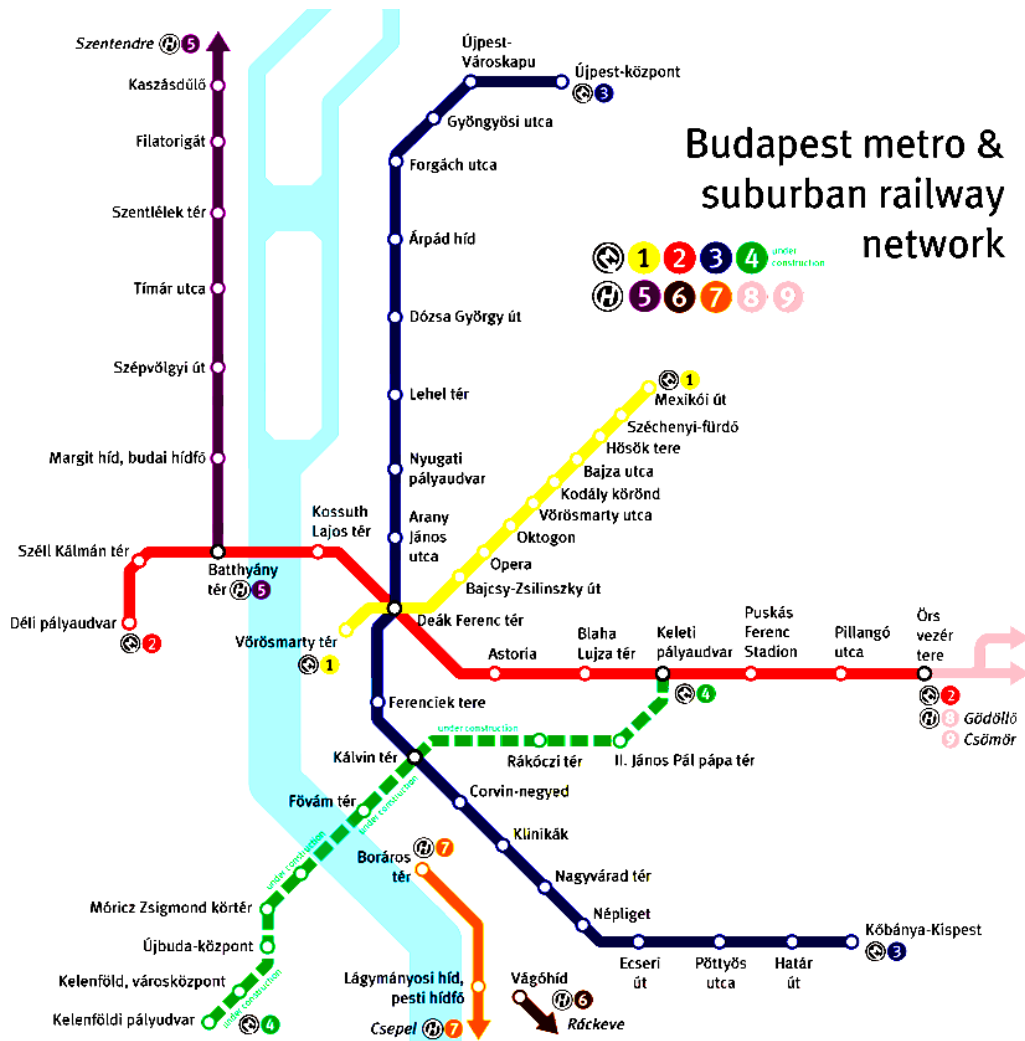 Budapest metro &
suburban railway
network
1 2 3 4 under
construction
5 6 7 8 9
Szentendre H 5
Kaszásdűlő
Filatorigát
Szentlélek tér
Tímár utca
Szépvölgyi út
Margit híd, budai hídfő
Batthyány
tér H 5
Újpest-
Városkapu
Újpest-központ
3
Gyöngyösi utca
Forgách utca
Árpád híd
Dózsa György út
Lehel tér
Nyugati
pályaudvar
Arany
János
utca
1
Mexikói út
Széchenyi-fürdő
Hősök tere
Bajza utca
Kodály körönd
Vörösmarty utca
Oktogon
Opera
Bajcsy-Zsilinszky út
Deák Ferenc tér
Vörösmarty tér
1
Kossuth
Lajos tér
Széll Kálmán tér
Déli pályaudvar
2
Astoria
Blaha
Lujza tér
Keleti
pályaudvar
4
Puskás
Ferenc
Stadion
Pillangó
utca
Örs
vezér
tere
2
H 8 Gödöllő
9 Csömör
Ferenciek tere
under construction
Kálvin tér
Rákóczi tér
II. János Pál pápa tér
Fövám tér
under construction
under construction
Móricz Zsigmond körtér
Újbuda-központ
Kelenföld, városközpont
under construction
Kelenföldi pályudvar
4
Corvin-negyed
Klinikák
Nagyvárad tér
Népliget
Ecseri
út
Pöttyös
utca
Határ
út
Kőbánya-Kispest
3
Boráros
tér
H 7
Lágymányosi híd,
pesti hídfő
Csepel H 7
Vágóhíd
H 6
Ráckeve